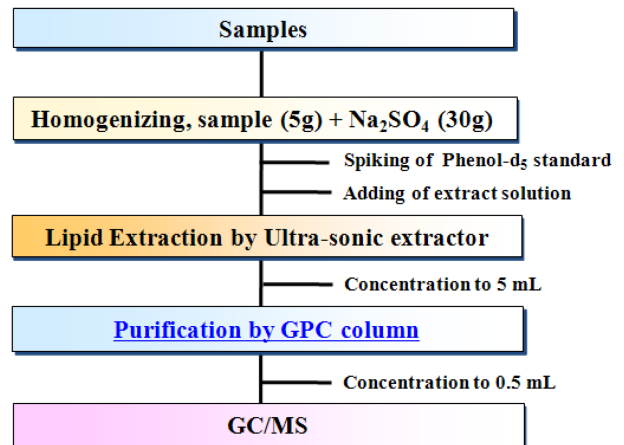 Samples
Homogenizing, sample (5g) + Na₂SO₄ (30g)
Spiking of Phenol-d₅ standard
Adding of extract solution
Lipid Extraction by Ultra-sonic extractor
Concentration to 5 mL
Purification by GPC column
Concentration to 0.5 mL
GC/MS